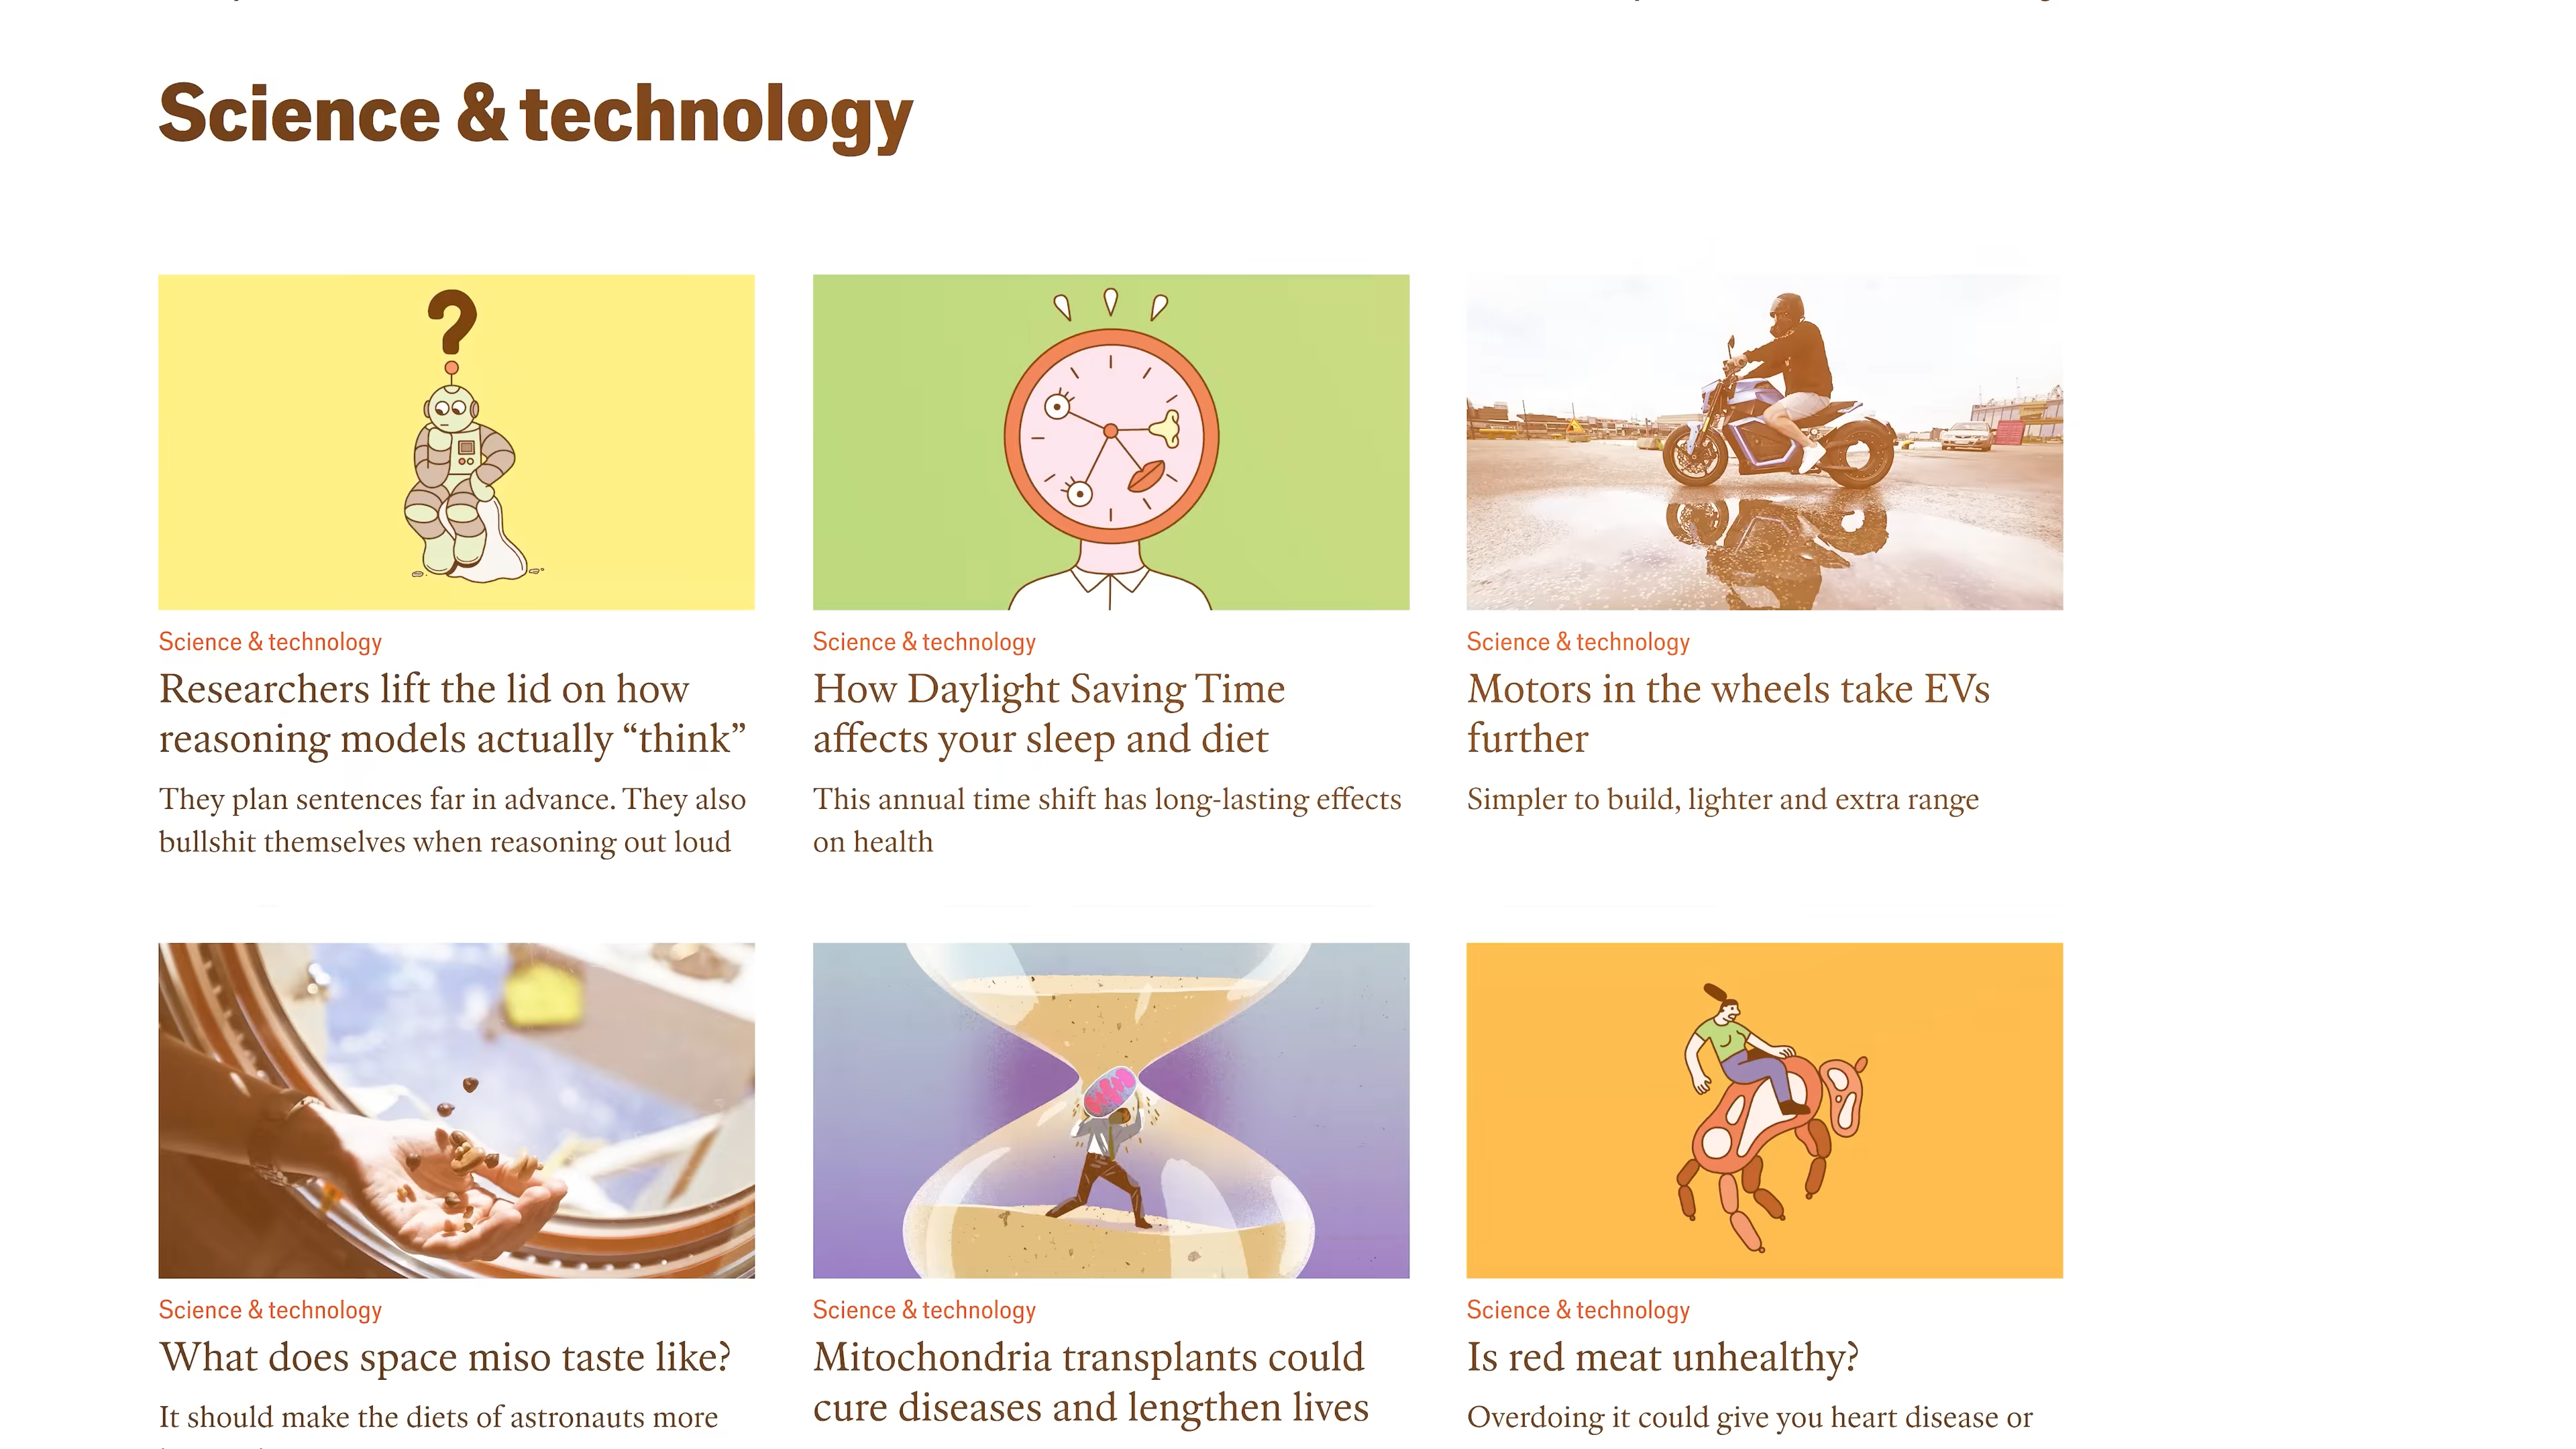 Science & technology
?
Science & technology
Researchers lift the lid on how
reasoning models actually “think”
They plan sentences far in advance. They also
bullshit themselves when reasoning out loud
Science & technology
How Daylight Saving Time
affects your sleep and diet
This annual time shift has long-lasting effects
on health
Science & technology
Motors in the wheels take EVs
further
Simpler to build, lighter and extra range
Science & technology
What does space miso taste like?
It should make the diets of astronauts more
Science & technology
Mitochondria transplants could
cure diseases and lengthen lives
Science & technology
Is red meat unhealthy?
Overdoing it could give you heart disease or